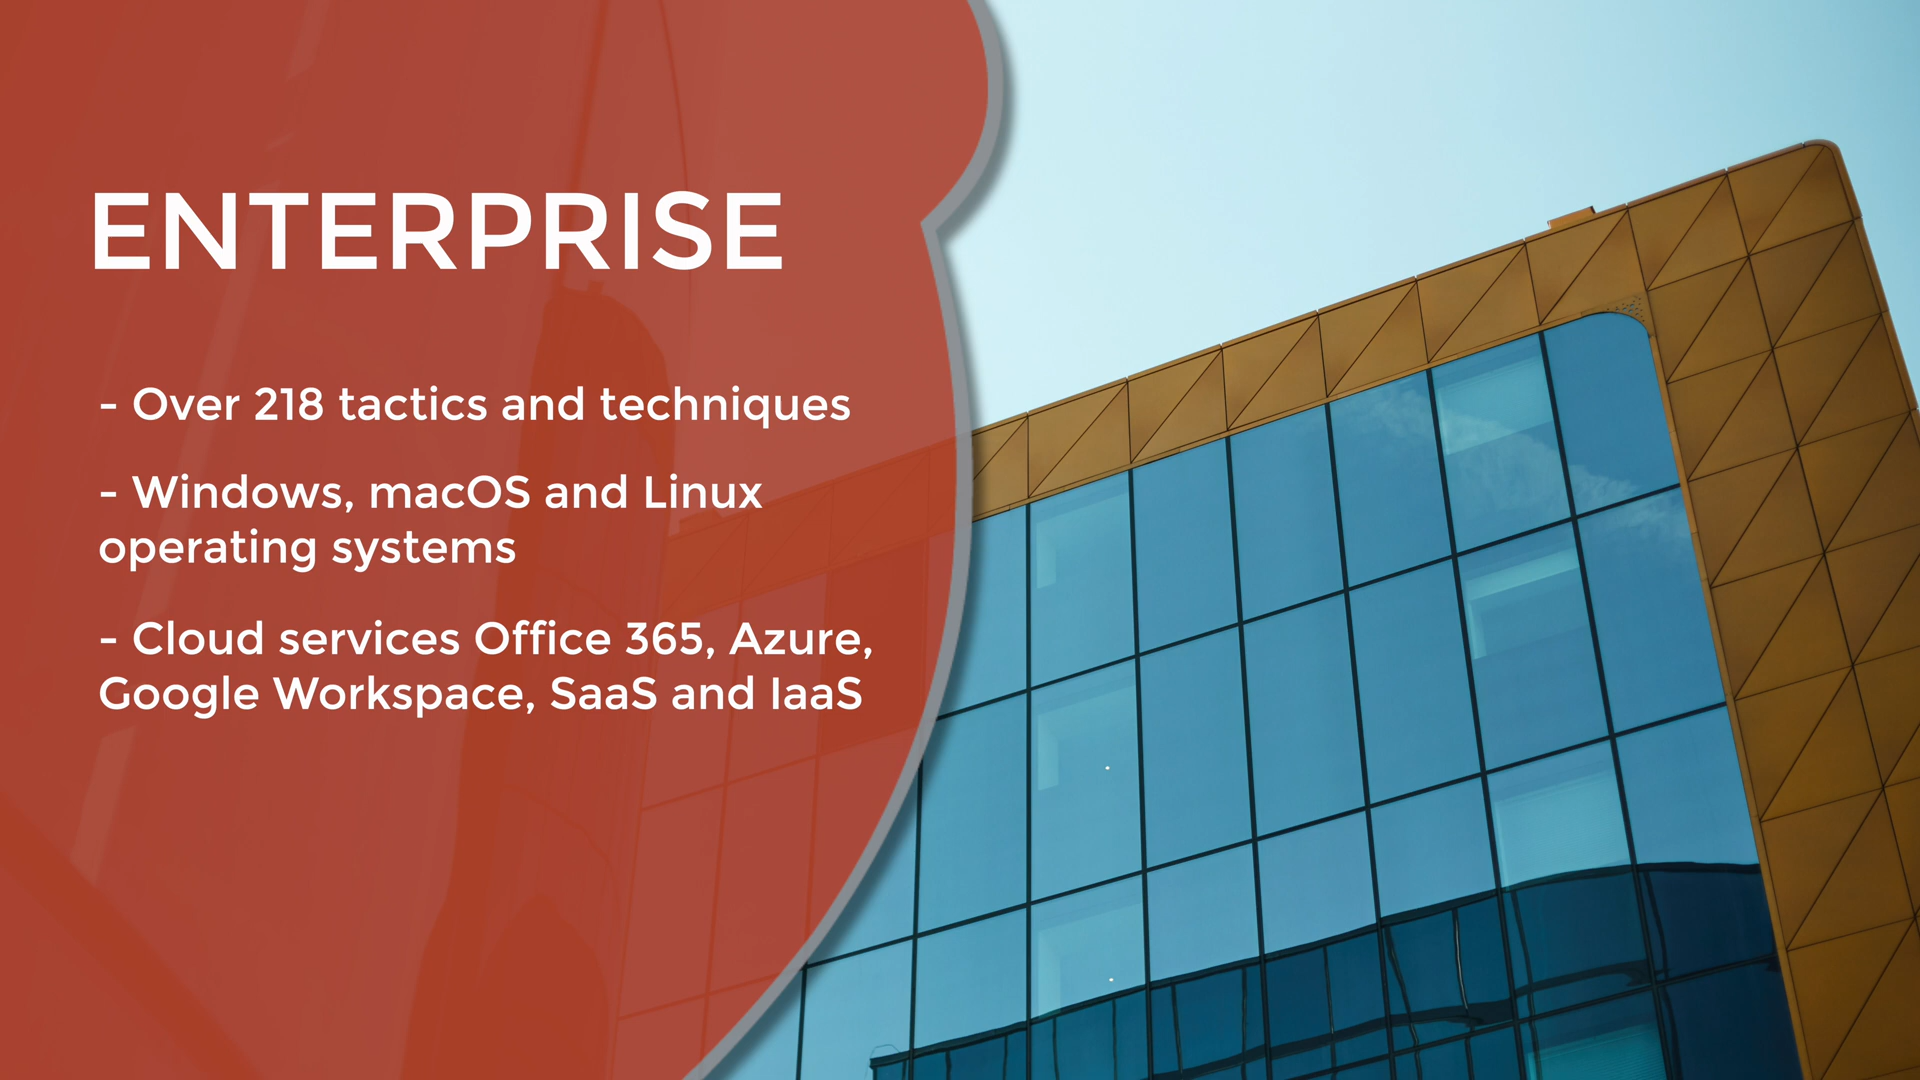 ENTERPRISE
- Over 218 tactics and techniques
- Windows, macOS and Linux
operating systems
- Cloud services Office 365, Azure,
Google Workspace, SaaS and IaaS